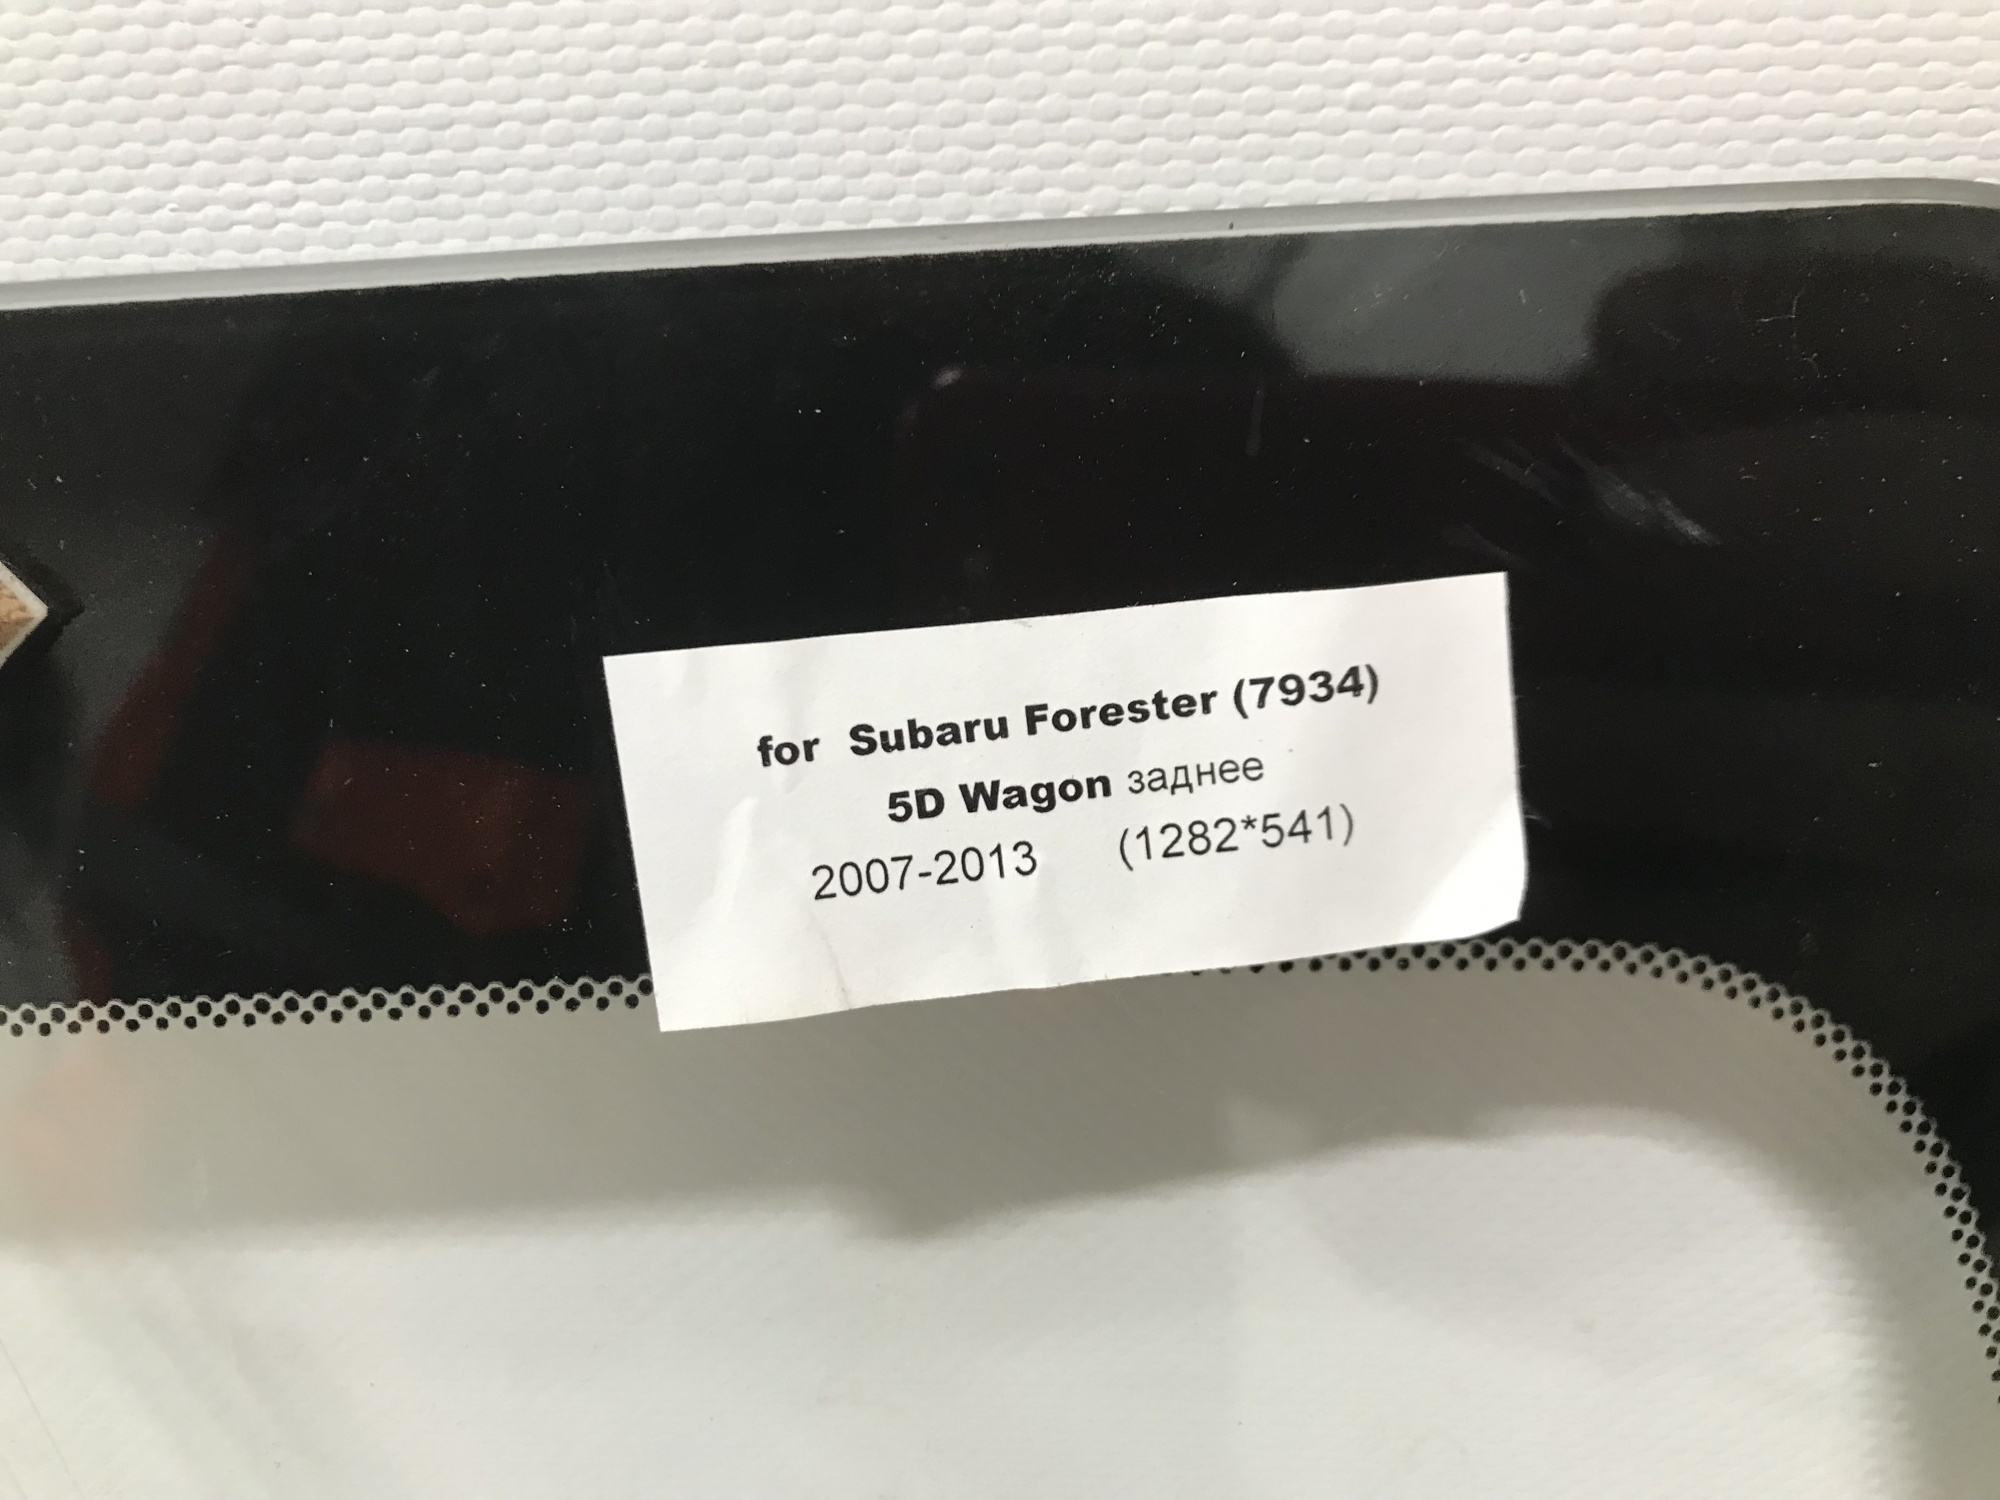 for Subaru Forester (7934)
5D Wagon заднее
2007-2013 (1282*541)